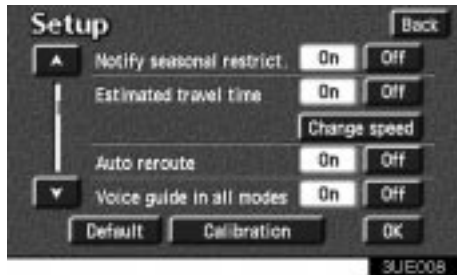 Setup Back
Notify seasonal restrict. On Off
Estimated travel time On Off
Change speed
Auto reroute On Off
Voice guide in all modes On Off
Default Calibration OK
3UE008